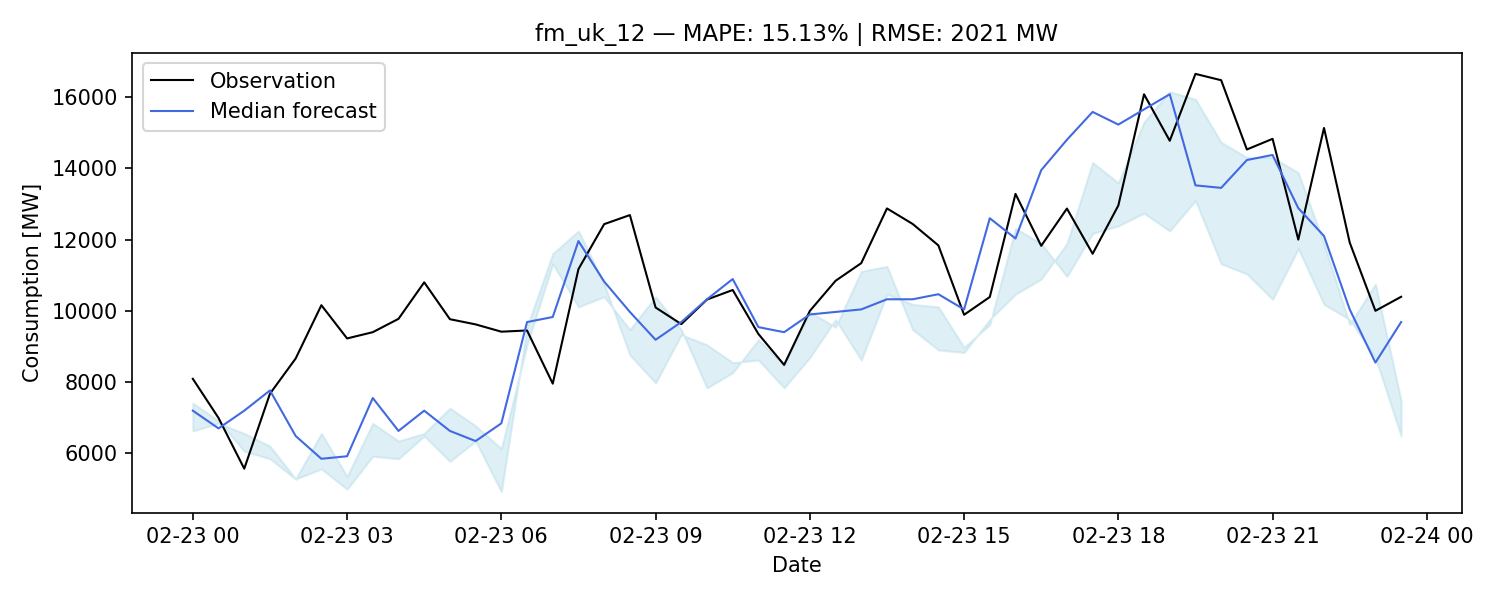 fm_uk_12 — MAPE: 15.13% | RMSE: 2021 MW
Observation
Median forecast
Consumption [MW]
16000
14000
12000
10000
8000
6000
02-23 00 02-23 03 02-23 06 02-23 09 02-23 12 02-23 15 02-23 18 02-23 21 02-24 00
Date